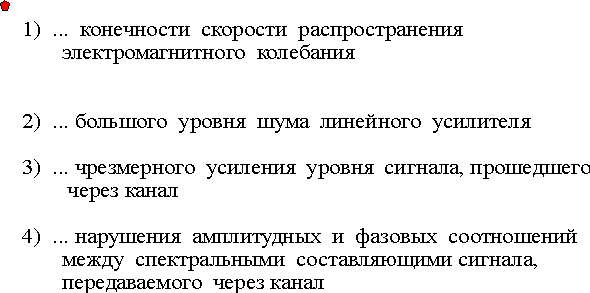 1) ... конечности скорости распространения
электромагнитного колебания
2) ... большого уровня шума линейного усилителя
3) ... чрезмерного усиления уровня сигнала, прошедшего
через канал
4) ... нарушения амплитудных и фазовых соотношений
между спектральными составляющими сигнала,
передаваемого через канал